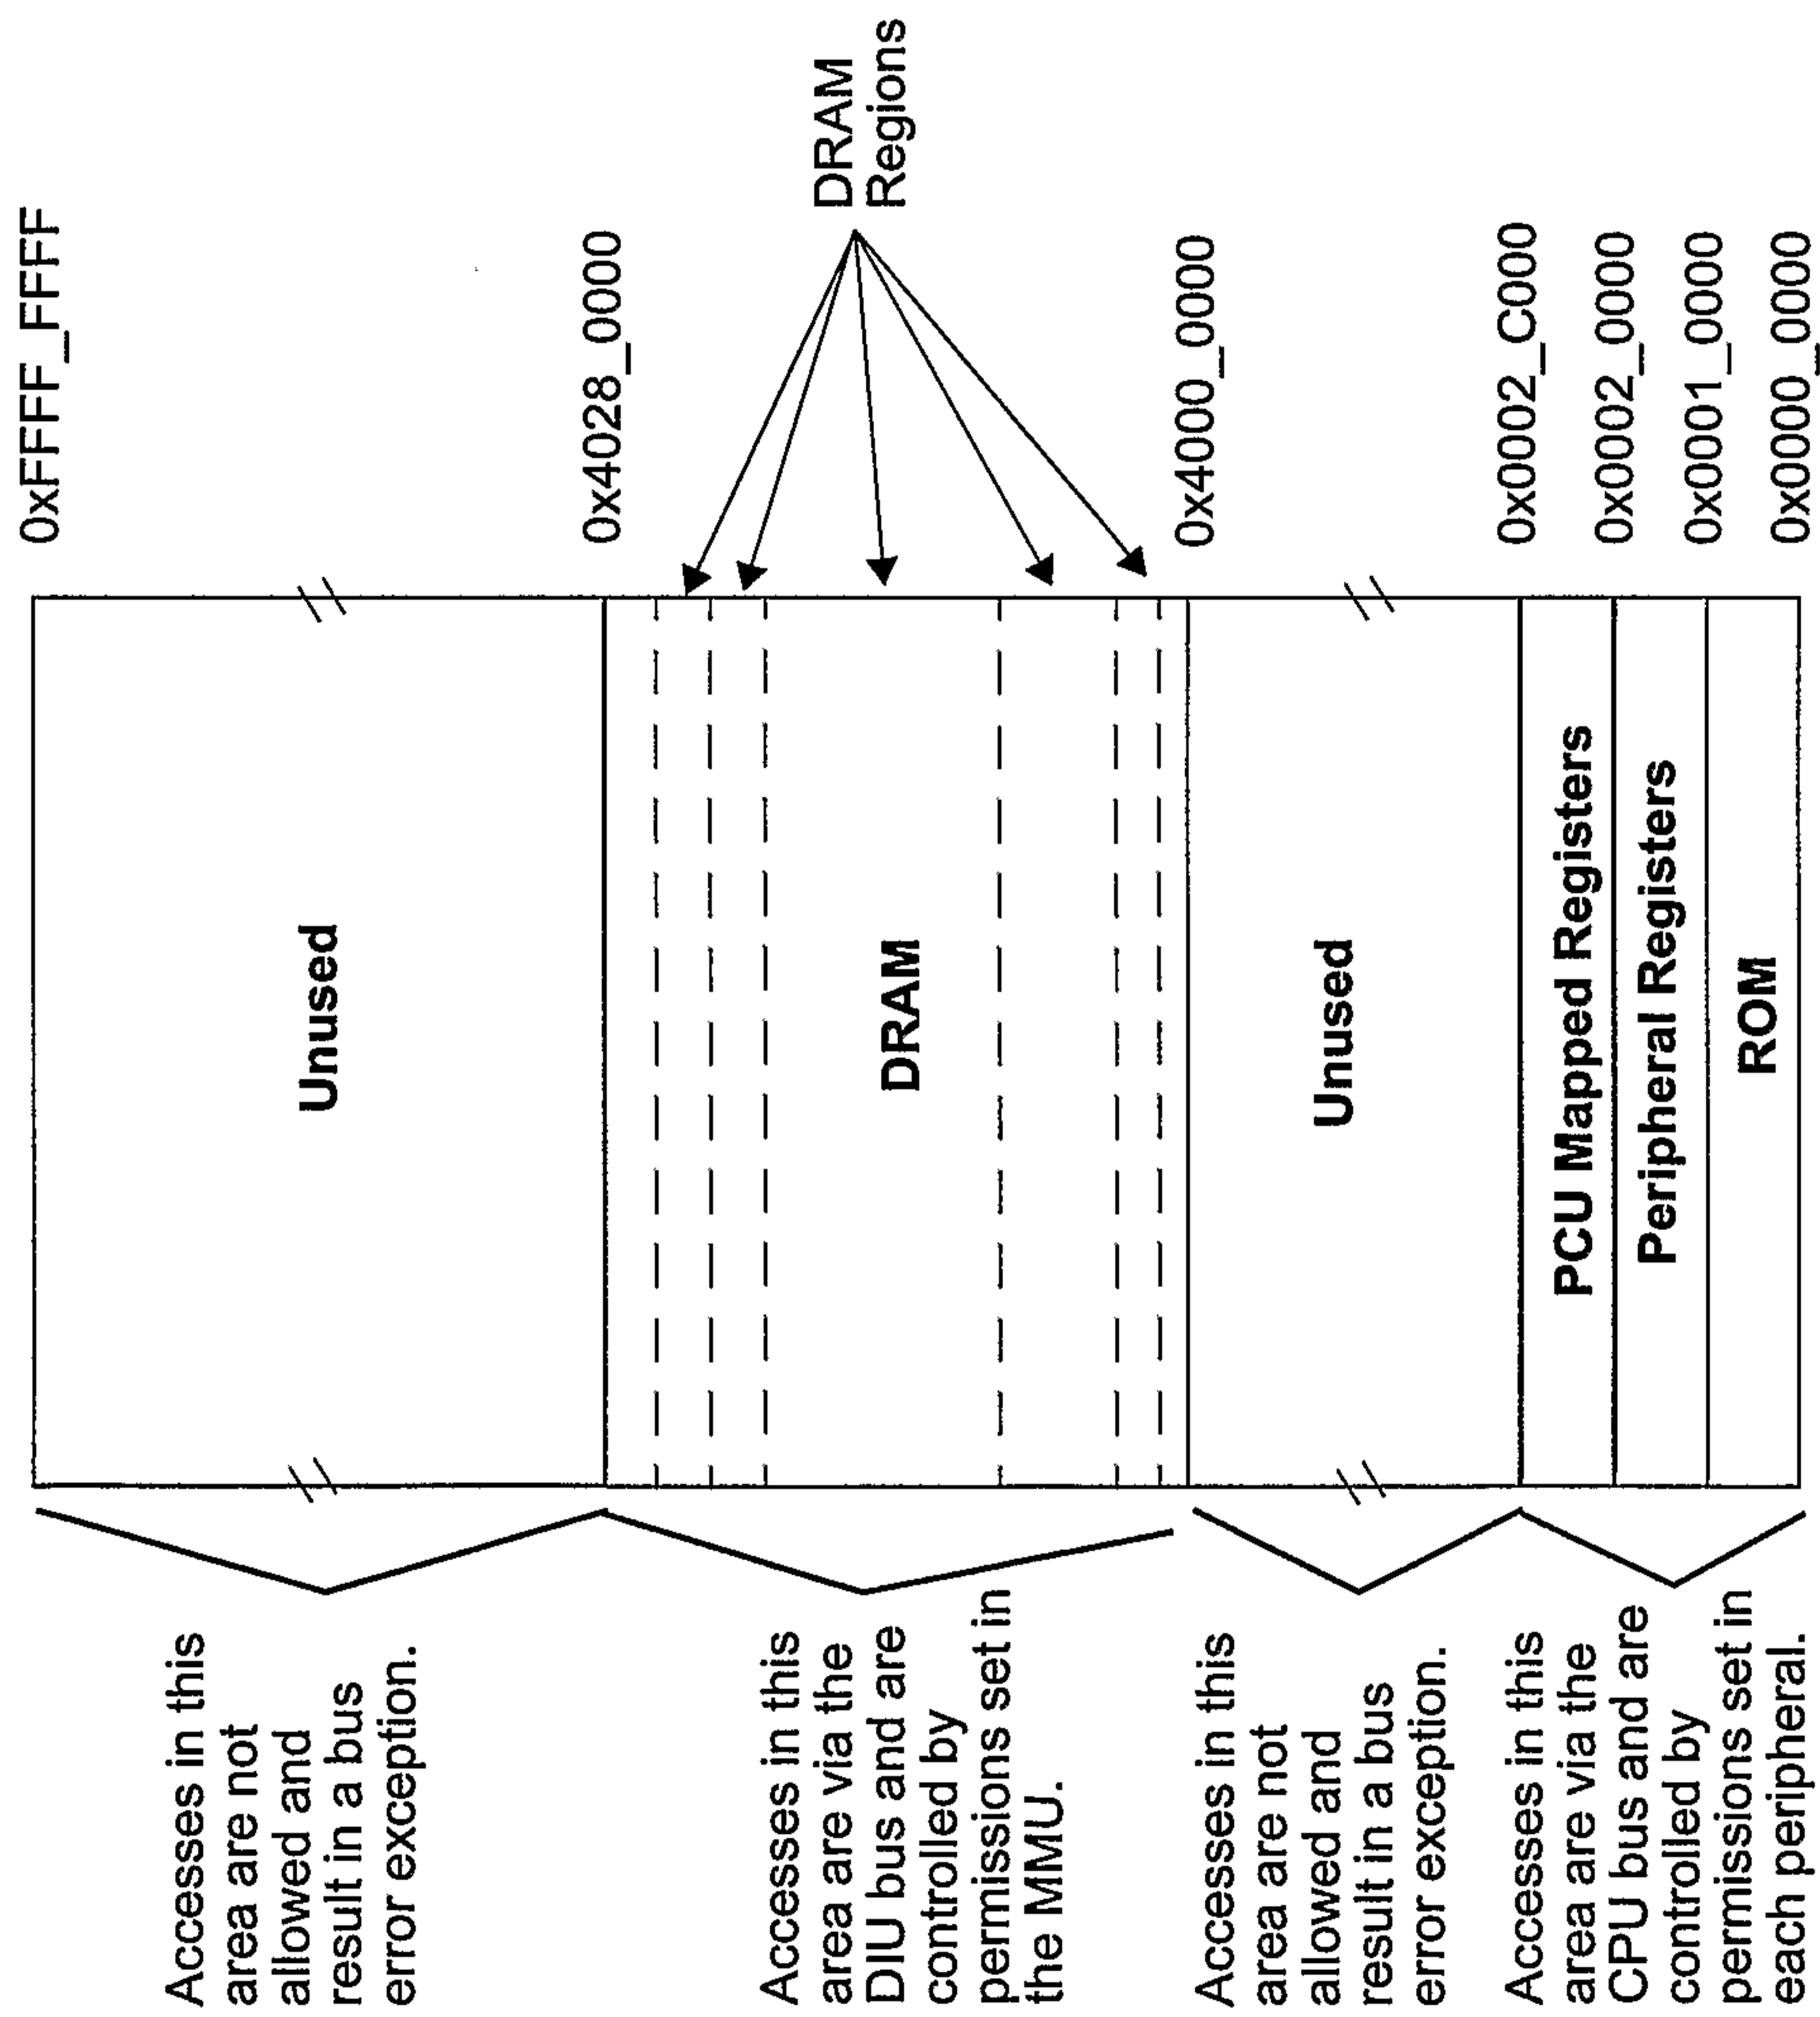 0xFFFF_FFFF
0x4028_0000
DRAM
Regions
0x4000_0000
0x0002_C000
0x0002_0000
0x0001_0000
0x0000_0000
Unused
DRAM
Unused
PCU Mapped Registers
Peripheral Registers
ROM
Accesses in this
area are not
allowed and
result in a bus
error exception.
Accesses in this
area are via the
DIU bus and are
controlled by
permissions set in
the MMU.
Accesses in this
area are not
allowed and
result in a bus
error exception.
Accesses in this
area are via the
CPU bus and are
controlled by
permissions set in
each peripheral.